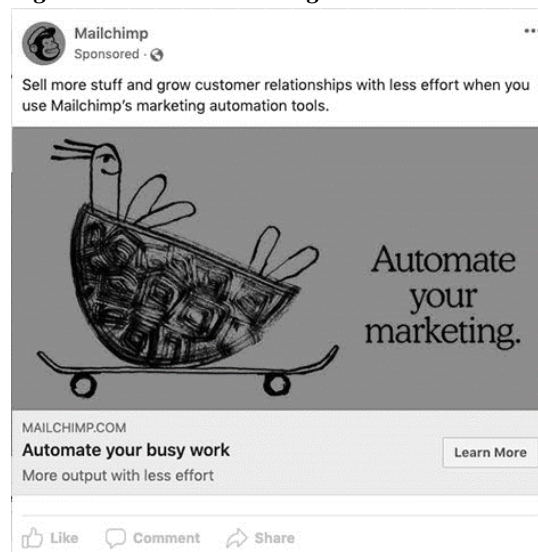 Mailchimp
Sponsored ·
Sell more stuff and grow customer relationships with less effort when you
use Mailchimp's marketing automation tools.
Automate
your
marketing.
MAILCHIMP.COM
Automate your busy work
More output with less effort
Learn More
Like Comment Share